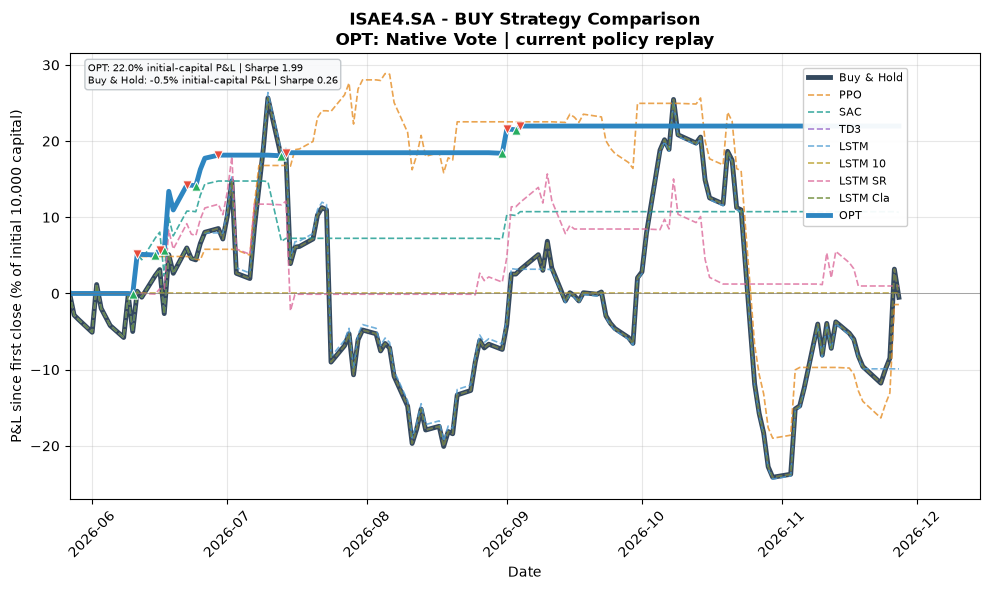 ISAE4.SA - BUY Strategy Comparison
OPT: Native Vote | current policy replay
OPT: 22.0% initial-capital P&L | Sharpe 1.99
Buy & Hold: -0.5% initial-capital P&L | Sharpe 0.26
Buy & Hold
PPO
SAC
TD3
LSTM
LSTM 10
LSTM SR
LSTM Cla
OPT
P&L since first close (% of initial 10,000 capital)
30
20
10
0
−10
−20
2026-06
2026-07
2026-08
2026-09
2026-10
2026-11
2026-12
Date